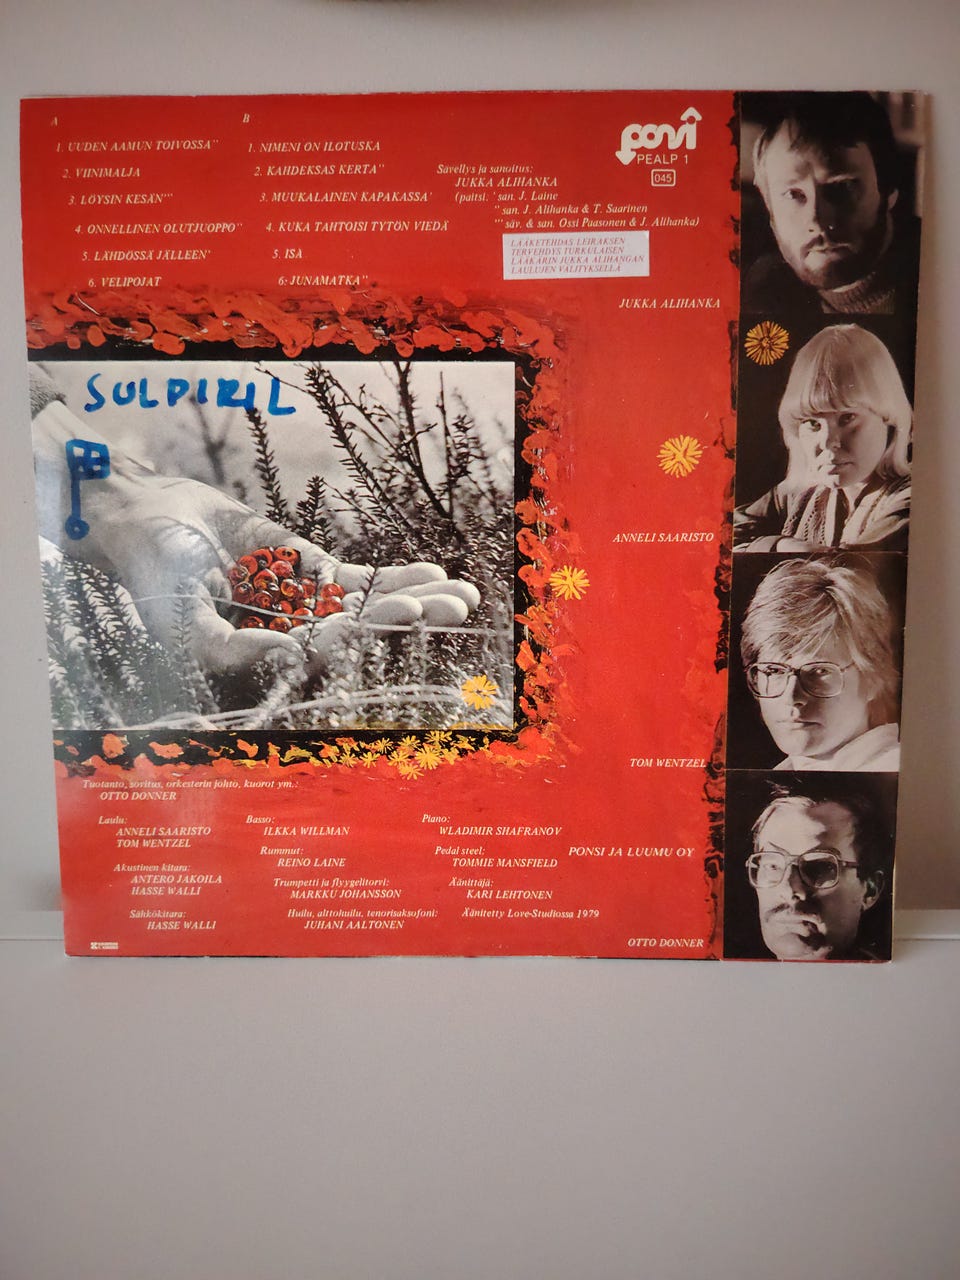 A
1. UUDEN AAMUN TOIVOSSA''
2. VIINIMALJA
3. LÖYSIN KESÄN'''
4. ONNELLINEN OLUTJUOPPO''
5. LÄHDÖSSÄ JÄLLEEN'
6. VELIPOJAT
B
1. NIMENI ON ILOTUSKA
2. KAHDEKSAS KERTA''
3. MUUKALAINEN KAPAKASSA'
4. KUKA TAHTOISI TYTÖN VIEDÄ
5. ISÄ
6. JUNAMATKA''
Sävellys ja sanoitus:
JUKKA ALIHANKA
(paitsi: ' san. J. Laine
'' san. J. Alihanka & T. Saarinen
''' säv. & san. Ossi Paasonen & J. Alihanka)
ponsi
PEALP 1
045
LÄÄKETEHDAS LEIRAKSEN
TERVEHDYS TURKULAISEN
LÄÄKÄRIN JUKKA ALIHANGAN
LAULUJEN VÄLITYKSELLÄ
JUKKA ALIHANKA
SULPIRIL
ANNELI SAARISTO
TOM WENTZEL
Tuotanto, sovitus, orkesterin johto, kuorot ym.:
OTTO DONNER
Laulu:
ANNELI SAARISTO
TOM WENTZEL
Akustinen kitara:
ANTERO JAKOILA
HASSE WALLI
Sähkökitara:
HASSE WALLI
Basso:
ILKKA WILLMAN
Rummut:
REINO LAINE
Trumpetti ja flyygelitorvi:
MARKKU JOHANSSON
Huilu, alttohuilu, tenorisaksofoni:
JUHANI AALTONEN
Piano:
WLADIMIR SHAFRANOV
Pedal steel:
TOMMIE MANSFIELD
Äänittäjä:
KARI LEHTONEN
Äänitetty Love-Studiossa 1979
PONSI JA LUUMU OY
OTTO DONNER